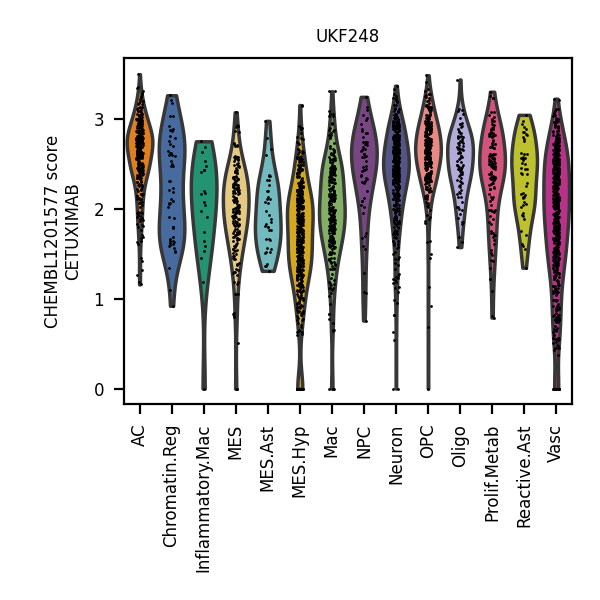 UKF248
CHEMBL1201577 score
CETUXIMAB
3
2
1
0
AC
Chromatin.Reg
Inflammatory.Mac
MES
MES.Ast
MES.Hyp
Mac
NPC
Neuron
OPC
Oligo
Prolif.Metab
Reactive.Ast
Vasc